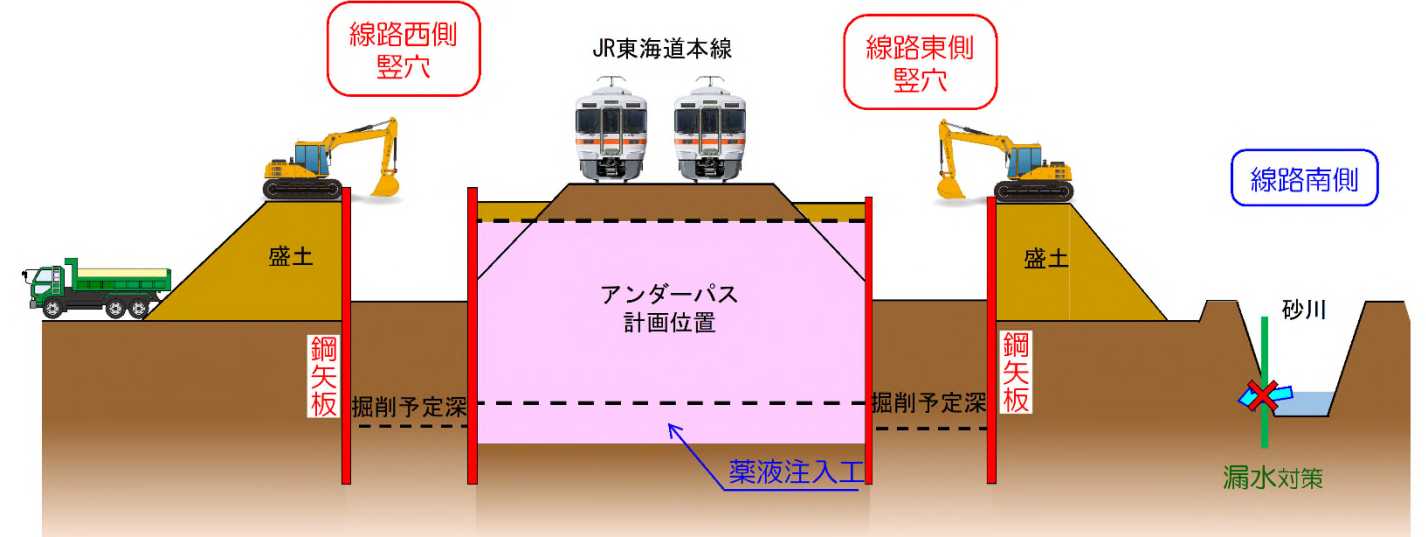 線路西側
竪穴
JR東海道本線
線路東側
竪穴
線路南側
盛土
盛土
アンダーパス
計画位置
砂川
鋼矢板
鋼矢板
掘削予定深
掘削予定深
薬液注入工
漏水対策